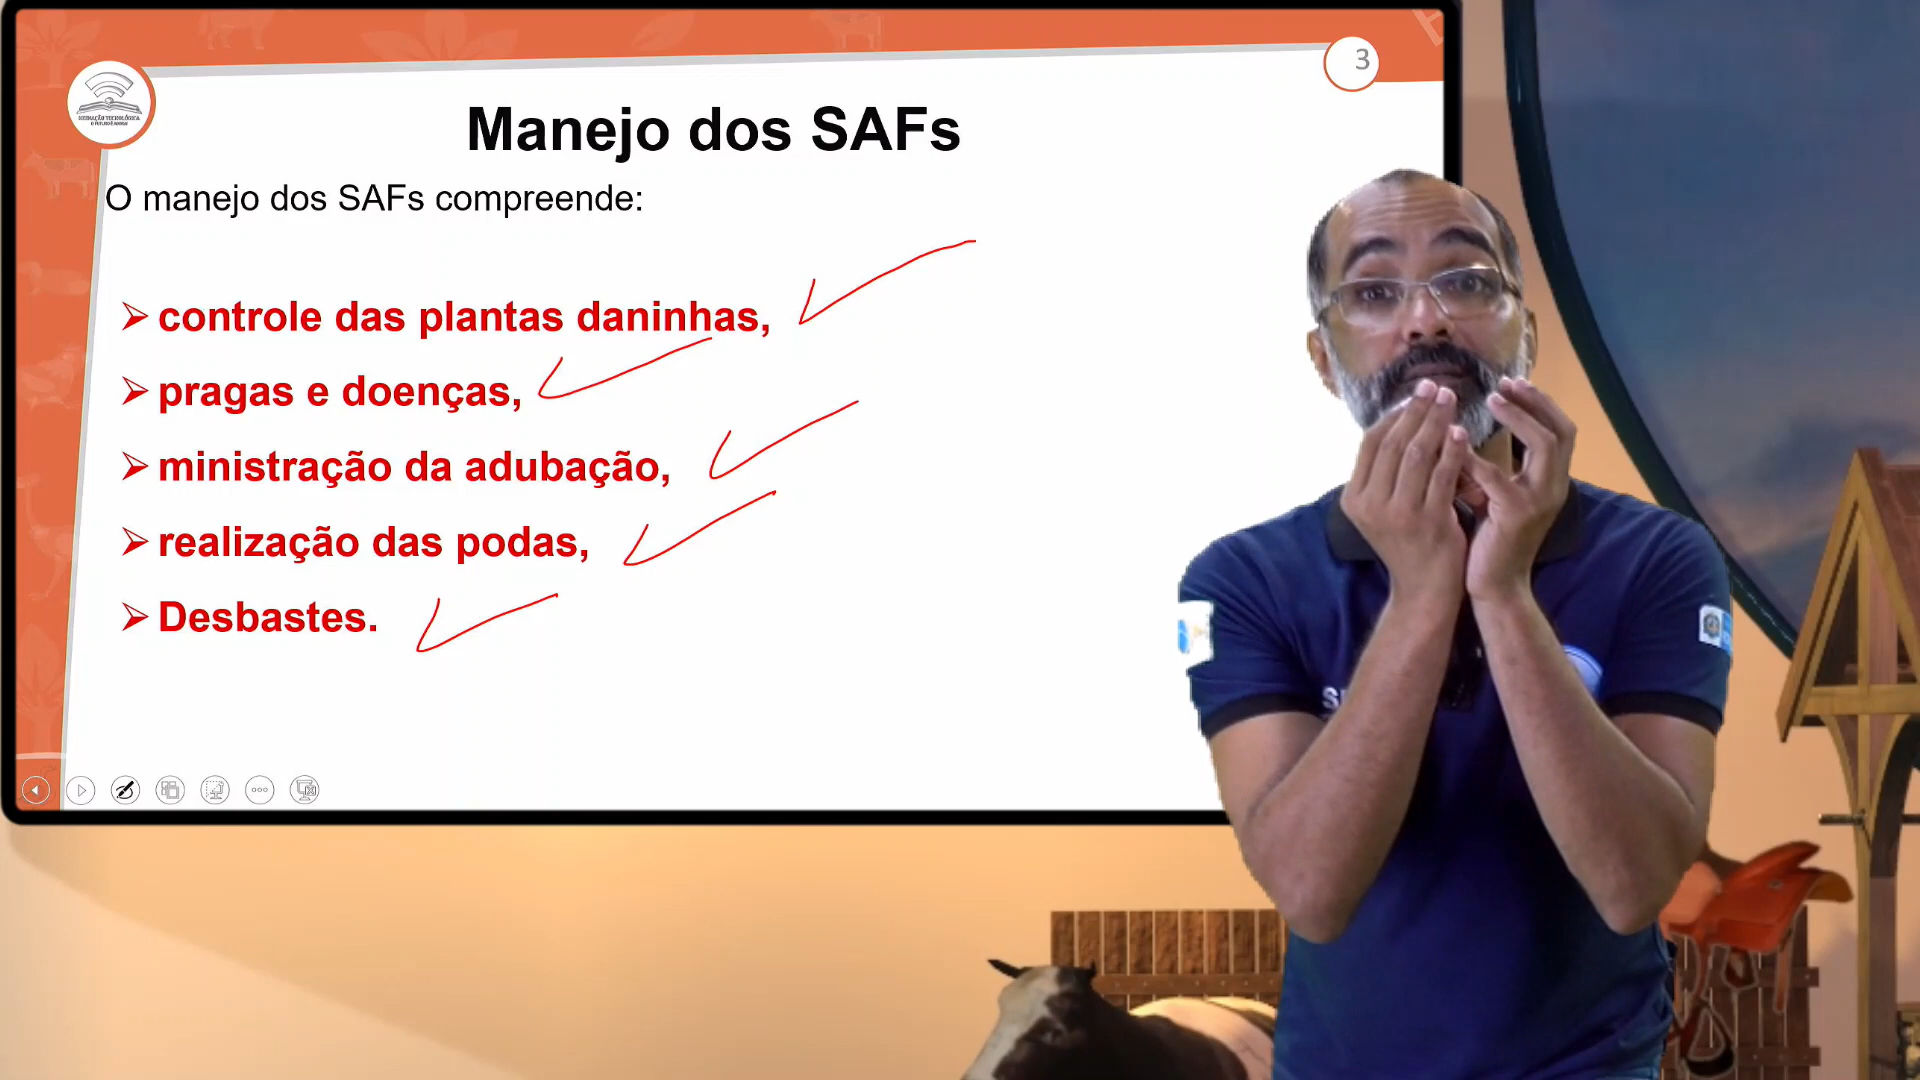 3
Manejo dos SAFs
O manejo dos SAFs compreende:
➢ controle das plantas daninhas,
➢ pragas e doenças,
➢ ministração da adubação,
➢ realização das podas,
➢ Desbastes.